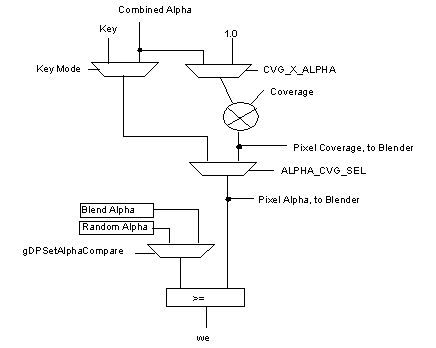 Combined Alpha
Key
1.0
Key Mode
CVG_X_ALPHA
Coverage
Pixel Coverage, to Blender
ALPHA_CVG_SEL
Pixel Alpha, to Blender
Blend Alpha
Random Alpha
gDPSetAlphaCompare
>=
we